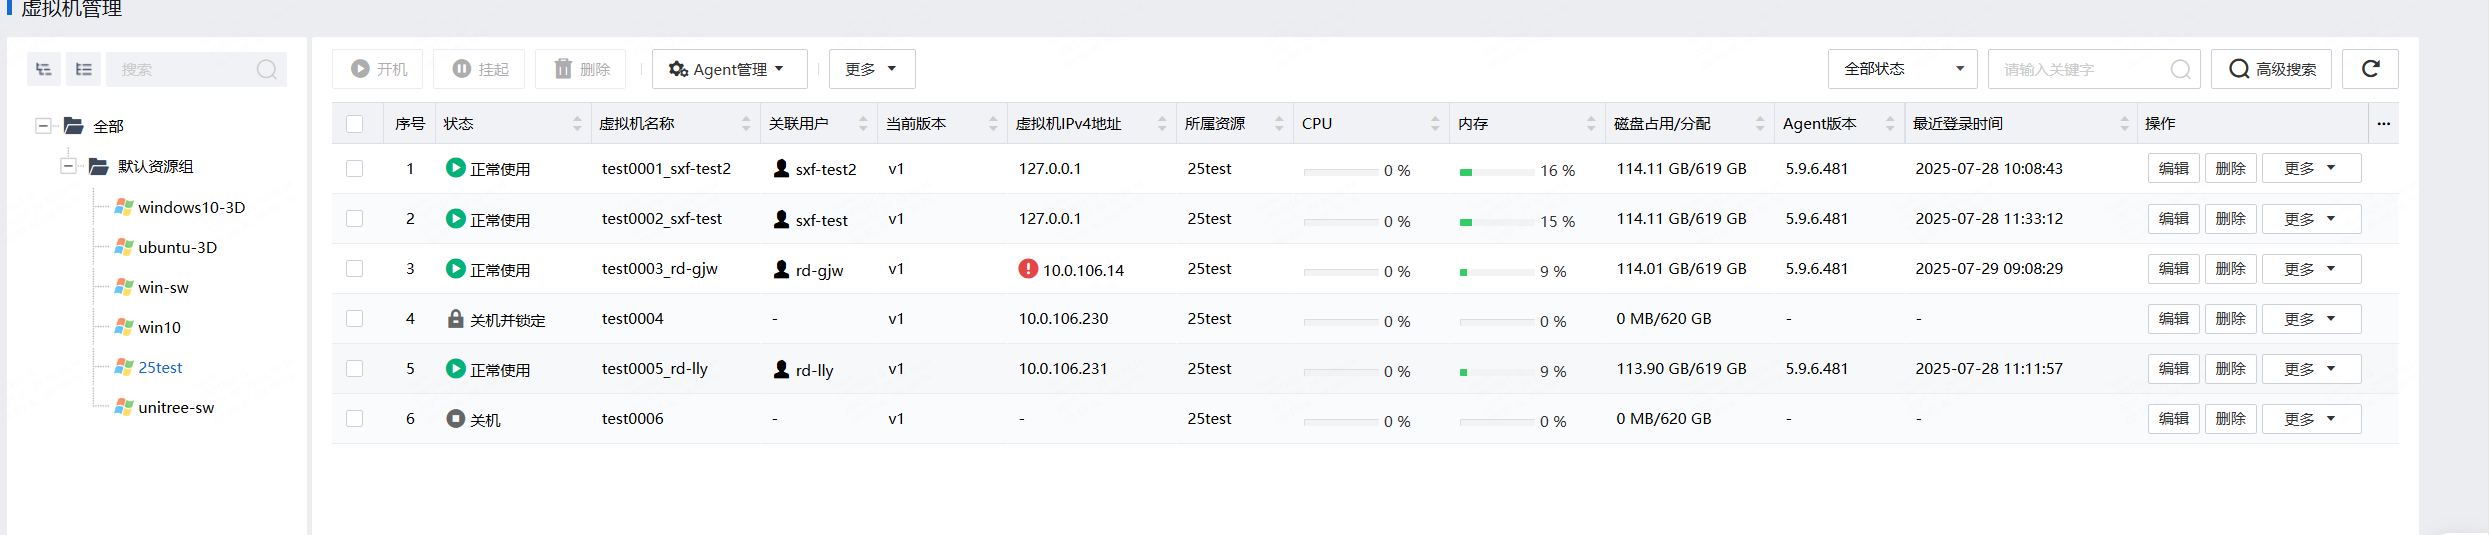 虚拟机管理
搜索
全部
默认资源组
windows10-3D
ubuntu-3D
win-sw
win10
25test
unitree-sw
开机 挂起 删除 Agent管理 更多 全部状态 请输入关键字 高级搜索
序号 状态 虚拟机名称 关联用户 当前版本 虚拟机IPv4地址 所属资源 CPU 内存 磁盘占用/分配 Agent版本 最近登录时间 操作 ...
1 正常使用 test0001_sxf-test2 sxf-test2 v1 127.0.0.1 25test 0 % 16 % 114.11 GB/619 GB 5.9.6.481 2025-07-28 10:08:43 编辑 删除 更多
2 正常使用 test0002_sxf-test sxf-test v1 127.0.0.1 25test 0 % 15 % 114.11 GB/619 GB 5.9.6.481 2025-07-28 11:33:12 编辑 删除 更多
3 正常使用 test0003_rd-gjw rd-gjw v1 10.0.106.14 25test 0 % 9 % 114.01 GB/619 GB 5.9.6.481 2025-07-29 09:08:29 编辑 删除 更多
4 关机并锁定 test0004 - v1 10.0.106.230 25test 0 % 0 % 0 MB/620 GB - - 编辑 删除 更多
5 正常使用 test0005_rd-lly rd-lly v1 10.0.106.231 25test 0 % 9 % 113.90 GB/619 GB 5.9.6.481 2025-07-28 11:11:57 编辑 删除 更多
6 关机 test0006 - v1 - 25test 0 % 0 % 0 MB/620 GB - - 编辑 删除 更多